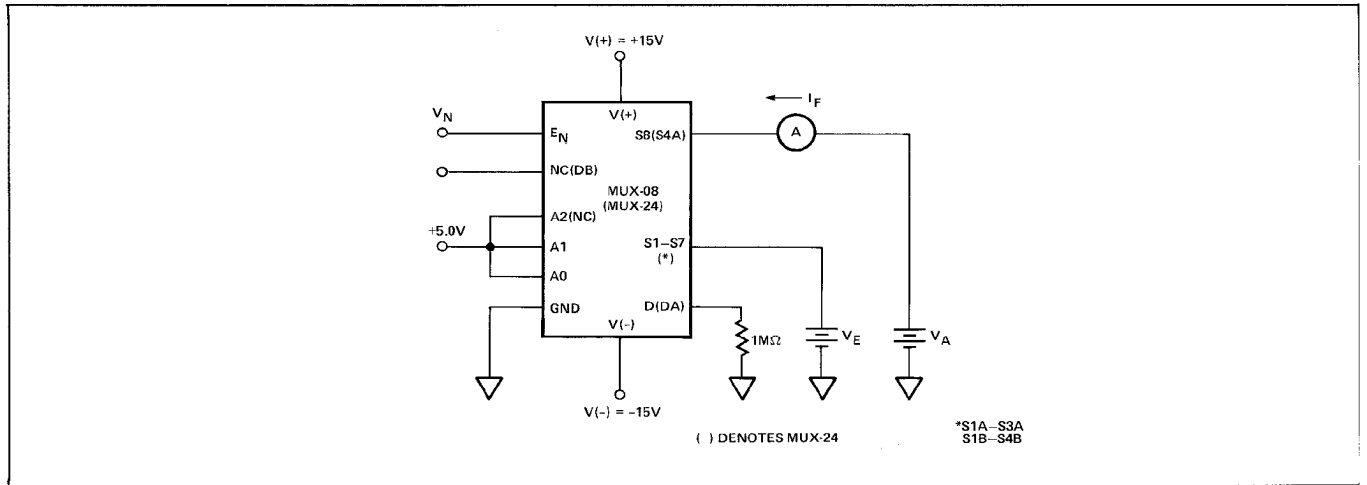 V(+) = +15V
V_N
I_F
V(+)
E_N
S8(S4A)
A
NC(DB)
MUX-08
(MUX-24)
A2(NC)
+5.0V
A1
S1–S7
(*)
A0
GND
D(DA)
V(-)
1MΩ
V_E
V_A
V(-) = -15V
( ) DENOTES MUX-24
*S1A–S3A
S1B–S4B